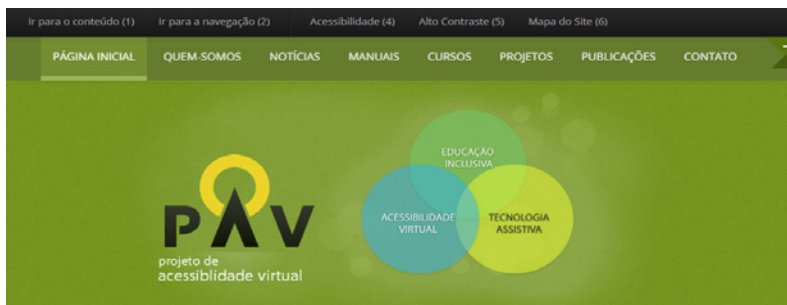 Ir para o conteúdo (1) Ir para a navegação (2) Acessibilidade (4) Alto Contraste (5) Mapa do Site (6)
PÁGINA INICIAL QUEM-SOMOS NOTÍCIAS MANUAIS CURSOS PROJETOS PUBLICAÇÕES CONTATO
EDUCAÇÃO
INCLUSIVA
PAV
ACESSIBILIDADE
VIRTUAL
TECNOLOGIA
ASSISTIVA
projeto de
acessiblidade virtual